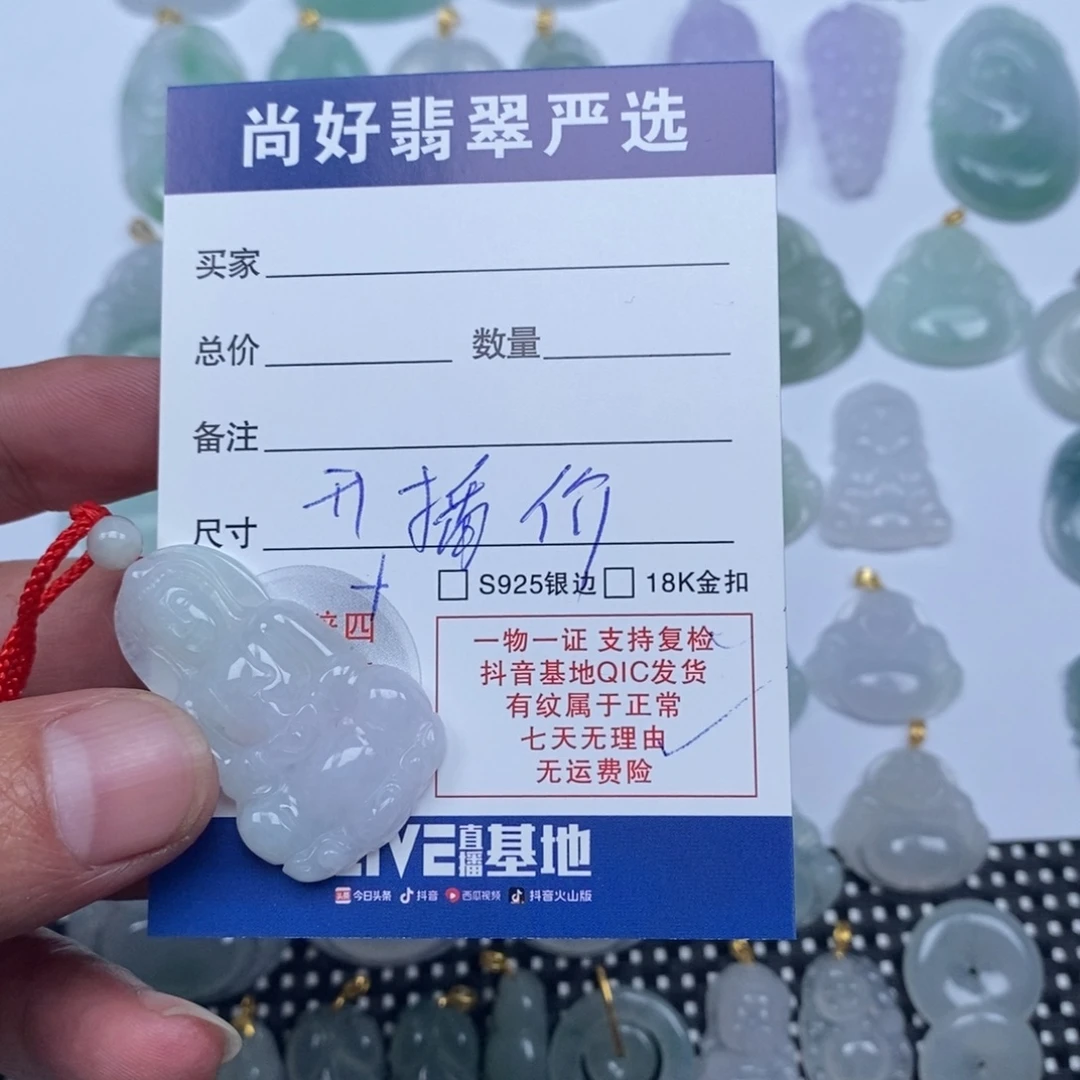 尚好翡翠严选
买家
总价 数量
备注
尺寸 开播价
S925银边 18K金扣
四
一物一证 支持复检
抖音基地QIC发货
有纹属于正常
七天无理由
无运费险
LIVE直播基地
今日头条 抖音 西瓜视频 抖音火山版